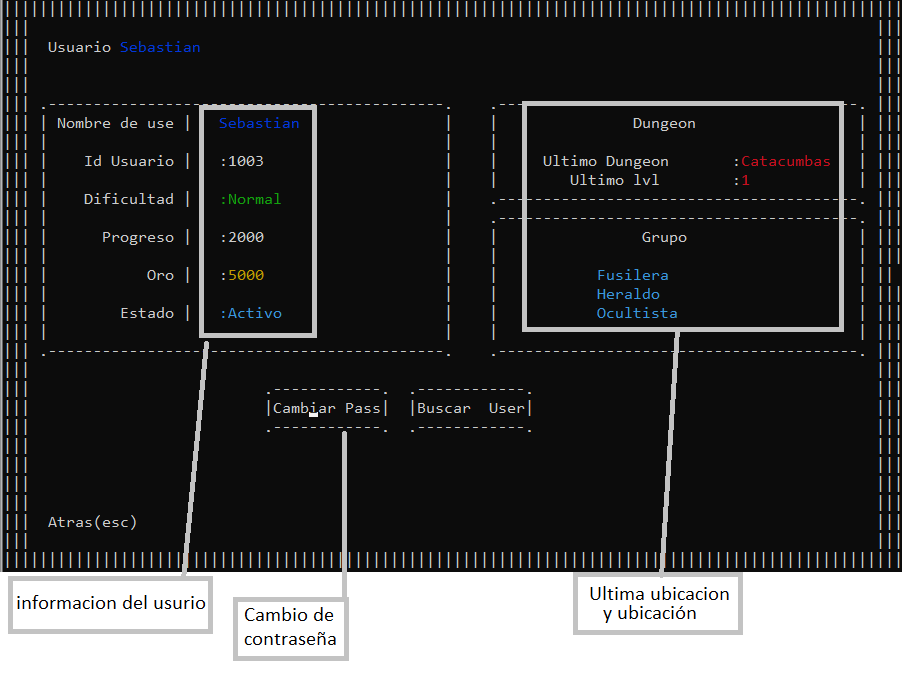 Usuario Sebastian
Nombre de use | Sebastian
Id Usuario | :1003
Dificultad | :Normal
Progreso | :2000
Oro | :5000
Estado | :Activo
Dungeon
Ultimo Dungeon :Catacumbas
Ultimo lvl :1
Grupo
Fusilera
Heraldo
Ocultista
|Cambiar Pass| |Buscar User|
Atras(esc)
informacion del usurio
Cambio de
contraseña
Ultima ubicacion
y ubicación